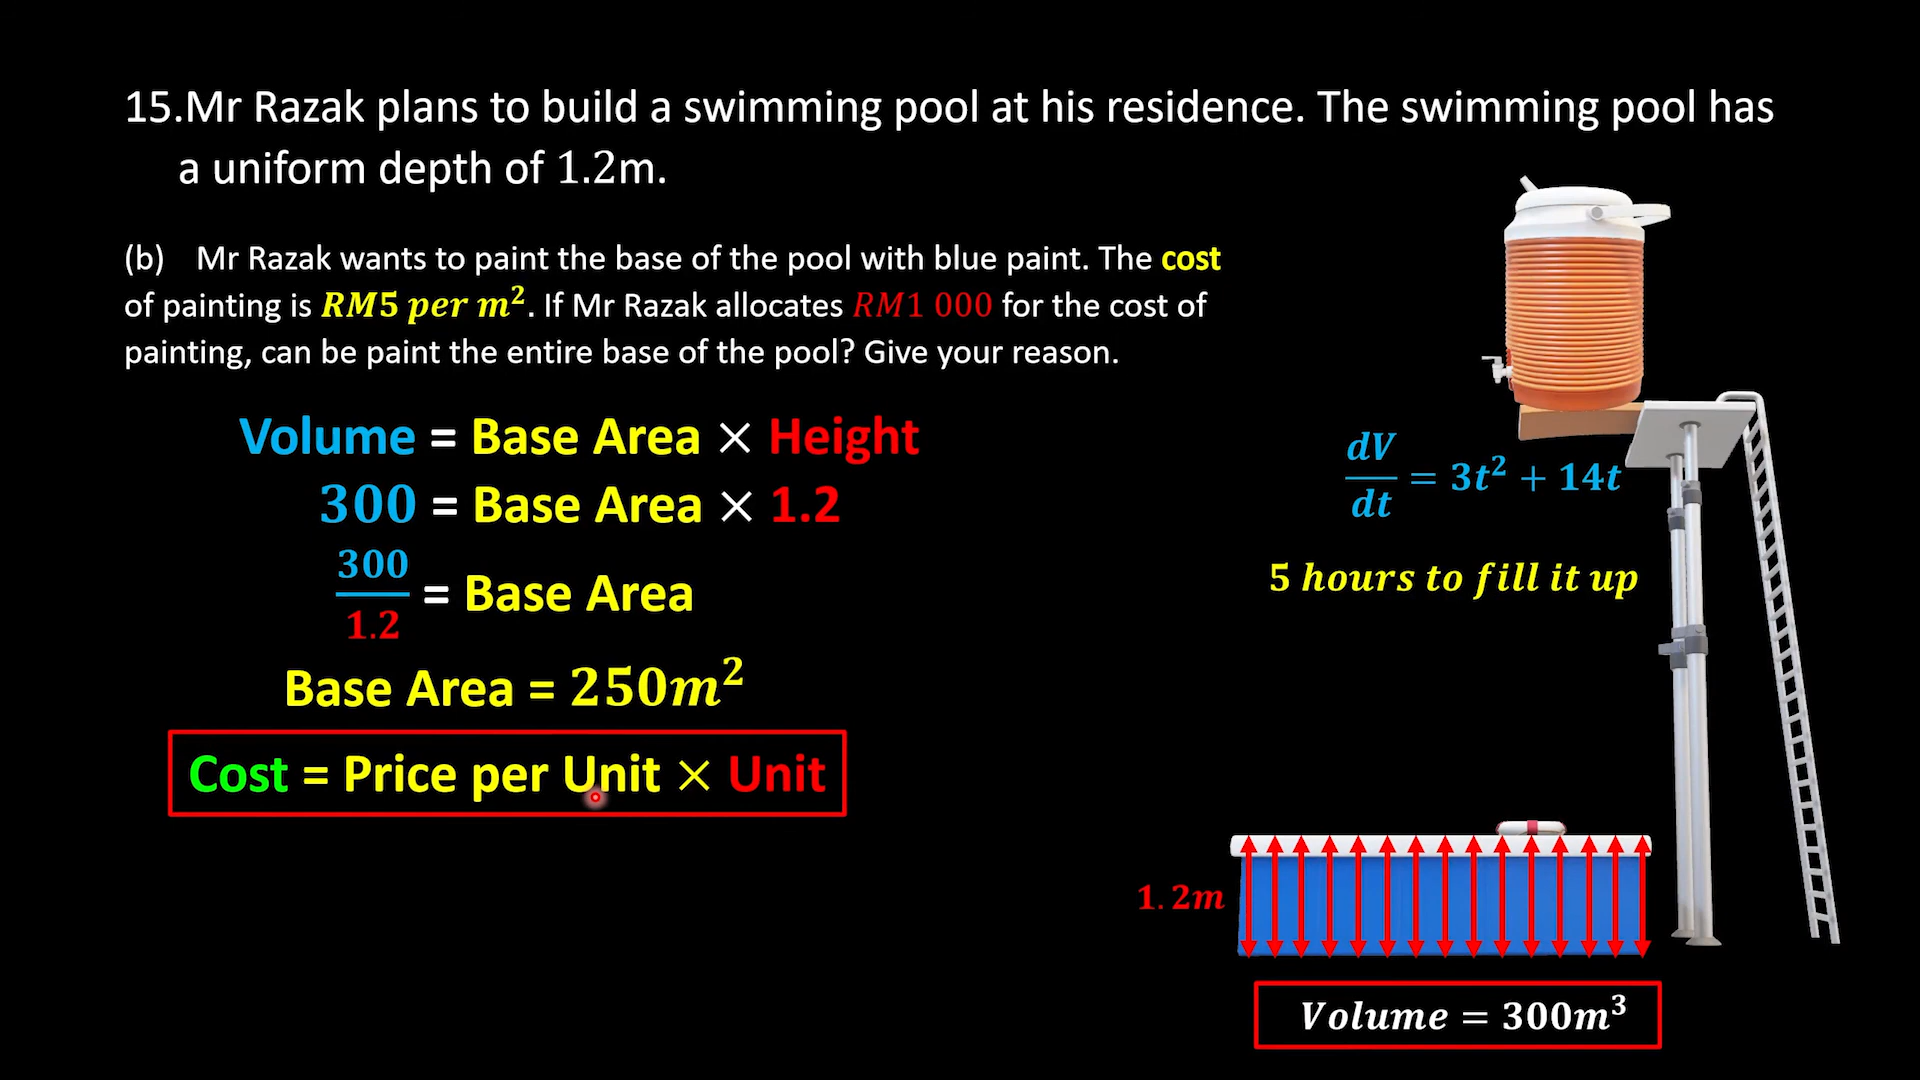 15.Mr Razak plans to build a swimming pool at his residence. The swimming pool has
a uniform depth of 1.2m.
(b) Mr Razak wants to paint the base of the pool with blue paint. The cost
of painting is RM5 per m². If Mr Razak allocates RM1 000 for the cost of
painting, can be paint the entire base of the pool? Give your reason.
Volume = Base Area × Height
300 = Base Area × 1.2
300/1.2 = Base Area
Base Area = 250m²
Cost = Price per Unit × Unit
dV/dt = 3t² + 14t
5 hours to fill it up
1.2m
Volume = 300m³